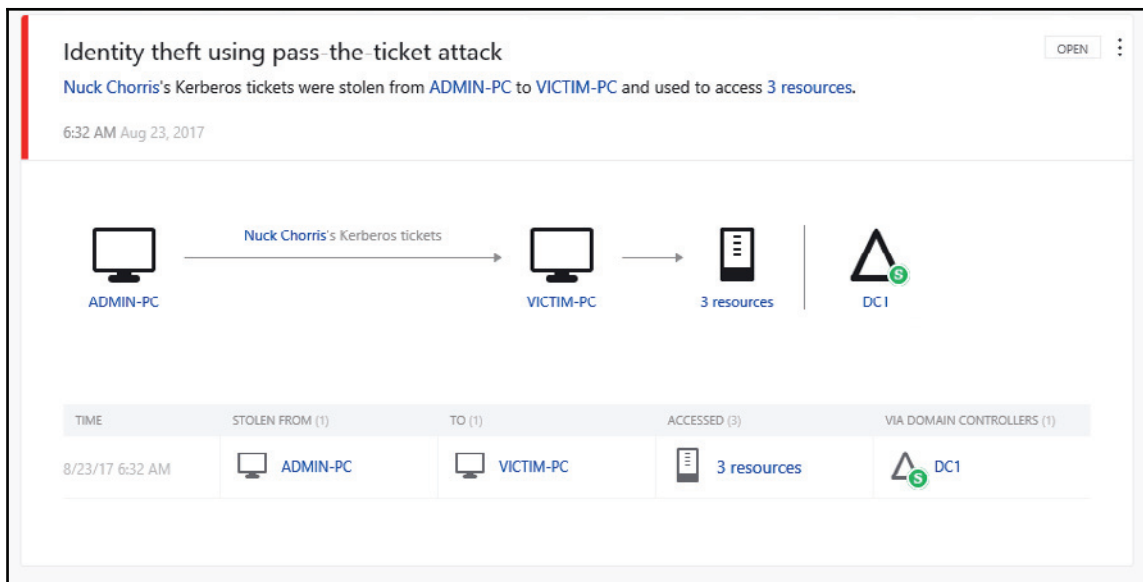 Identity theft using pass-the-ticket attack
OPEN
Nuck Chorris's Kerberos tickets were stolen from ADMIN-PC to VICTIM-PC and used to access 3 resources.
6:32 AM Aug 23, 2017
Nuck Chorris's Kerberos tickets
S
ADMIN-PC VICTIM-PC 3 resources DC1
TIME STOLEN FROM (1) TO (1) ACCESSED (3) VIA DOMAIN CONTROLLERS (1)
8/23/17 6:32 AM ADMIN-PC VICTIM-PC 3 resources DC1
S